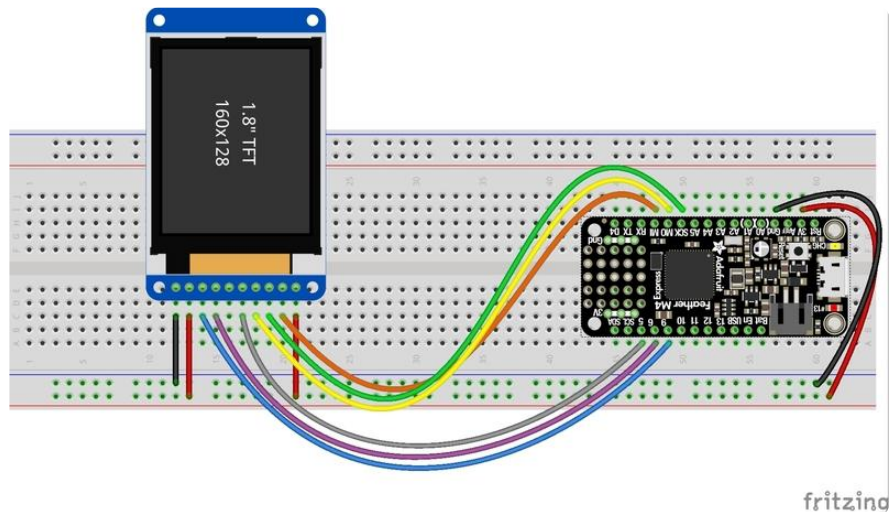 1.8" TFT
160x128
Rst 3V Gnd A0 A1 A2 A3 A4 A5 SCK MO MI RX TX D4
Gnd
Adafruit
Feather M4
Express
3V
SDA SCL 5 6 9 10 11 12 13 USB En Bat
CHG
#13
fritzing